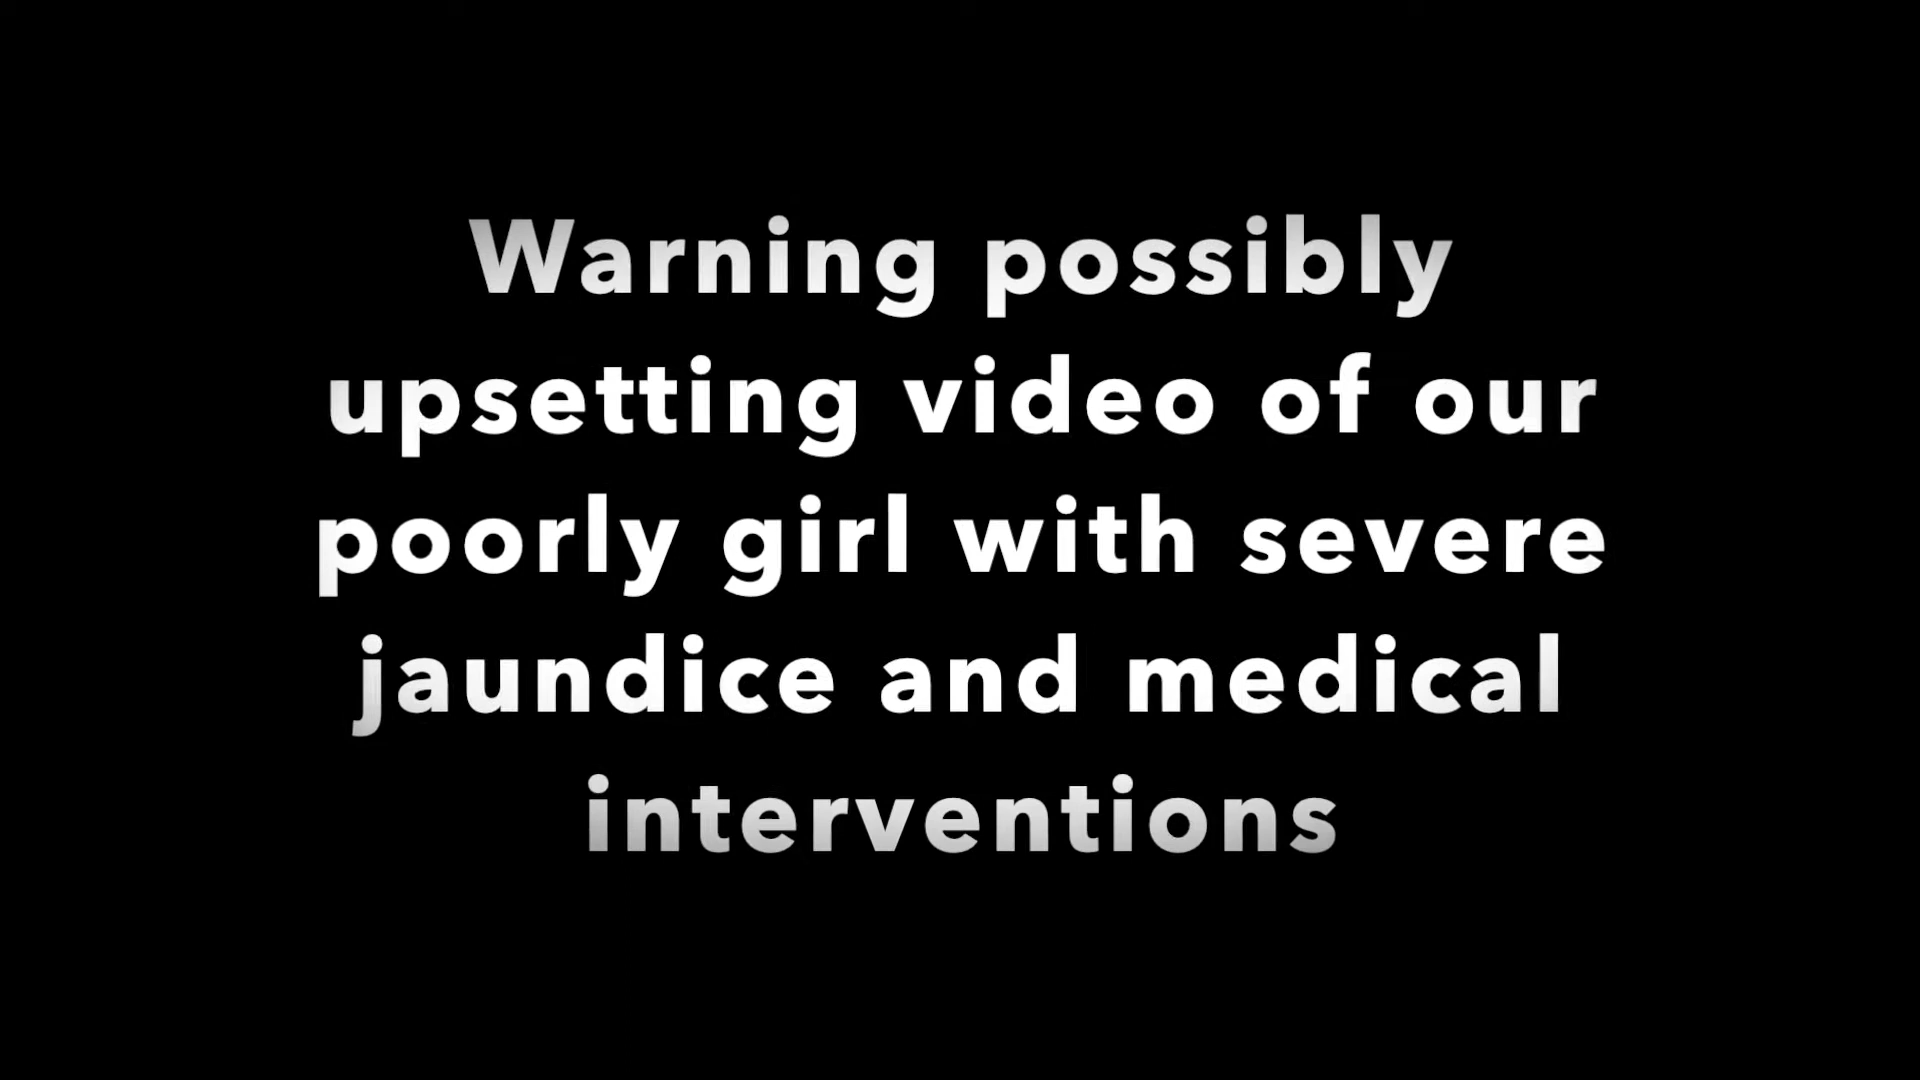 Warning possibly
upsetting video of our
poorly girl with severe
jaundice and medical
interventions